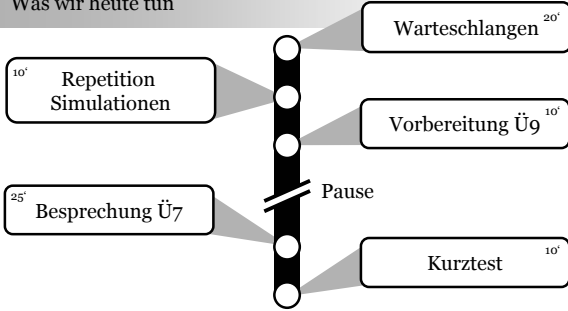 Was wir heute tun
Warteschlangen 20‘
10‘ Repetition
Simulationen
Vorbereitung Ü9 10‘
Pause
25‘ Besprechung Ü7
Kurztest 10‘